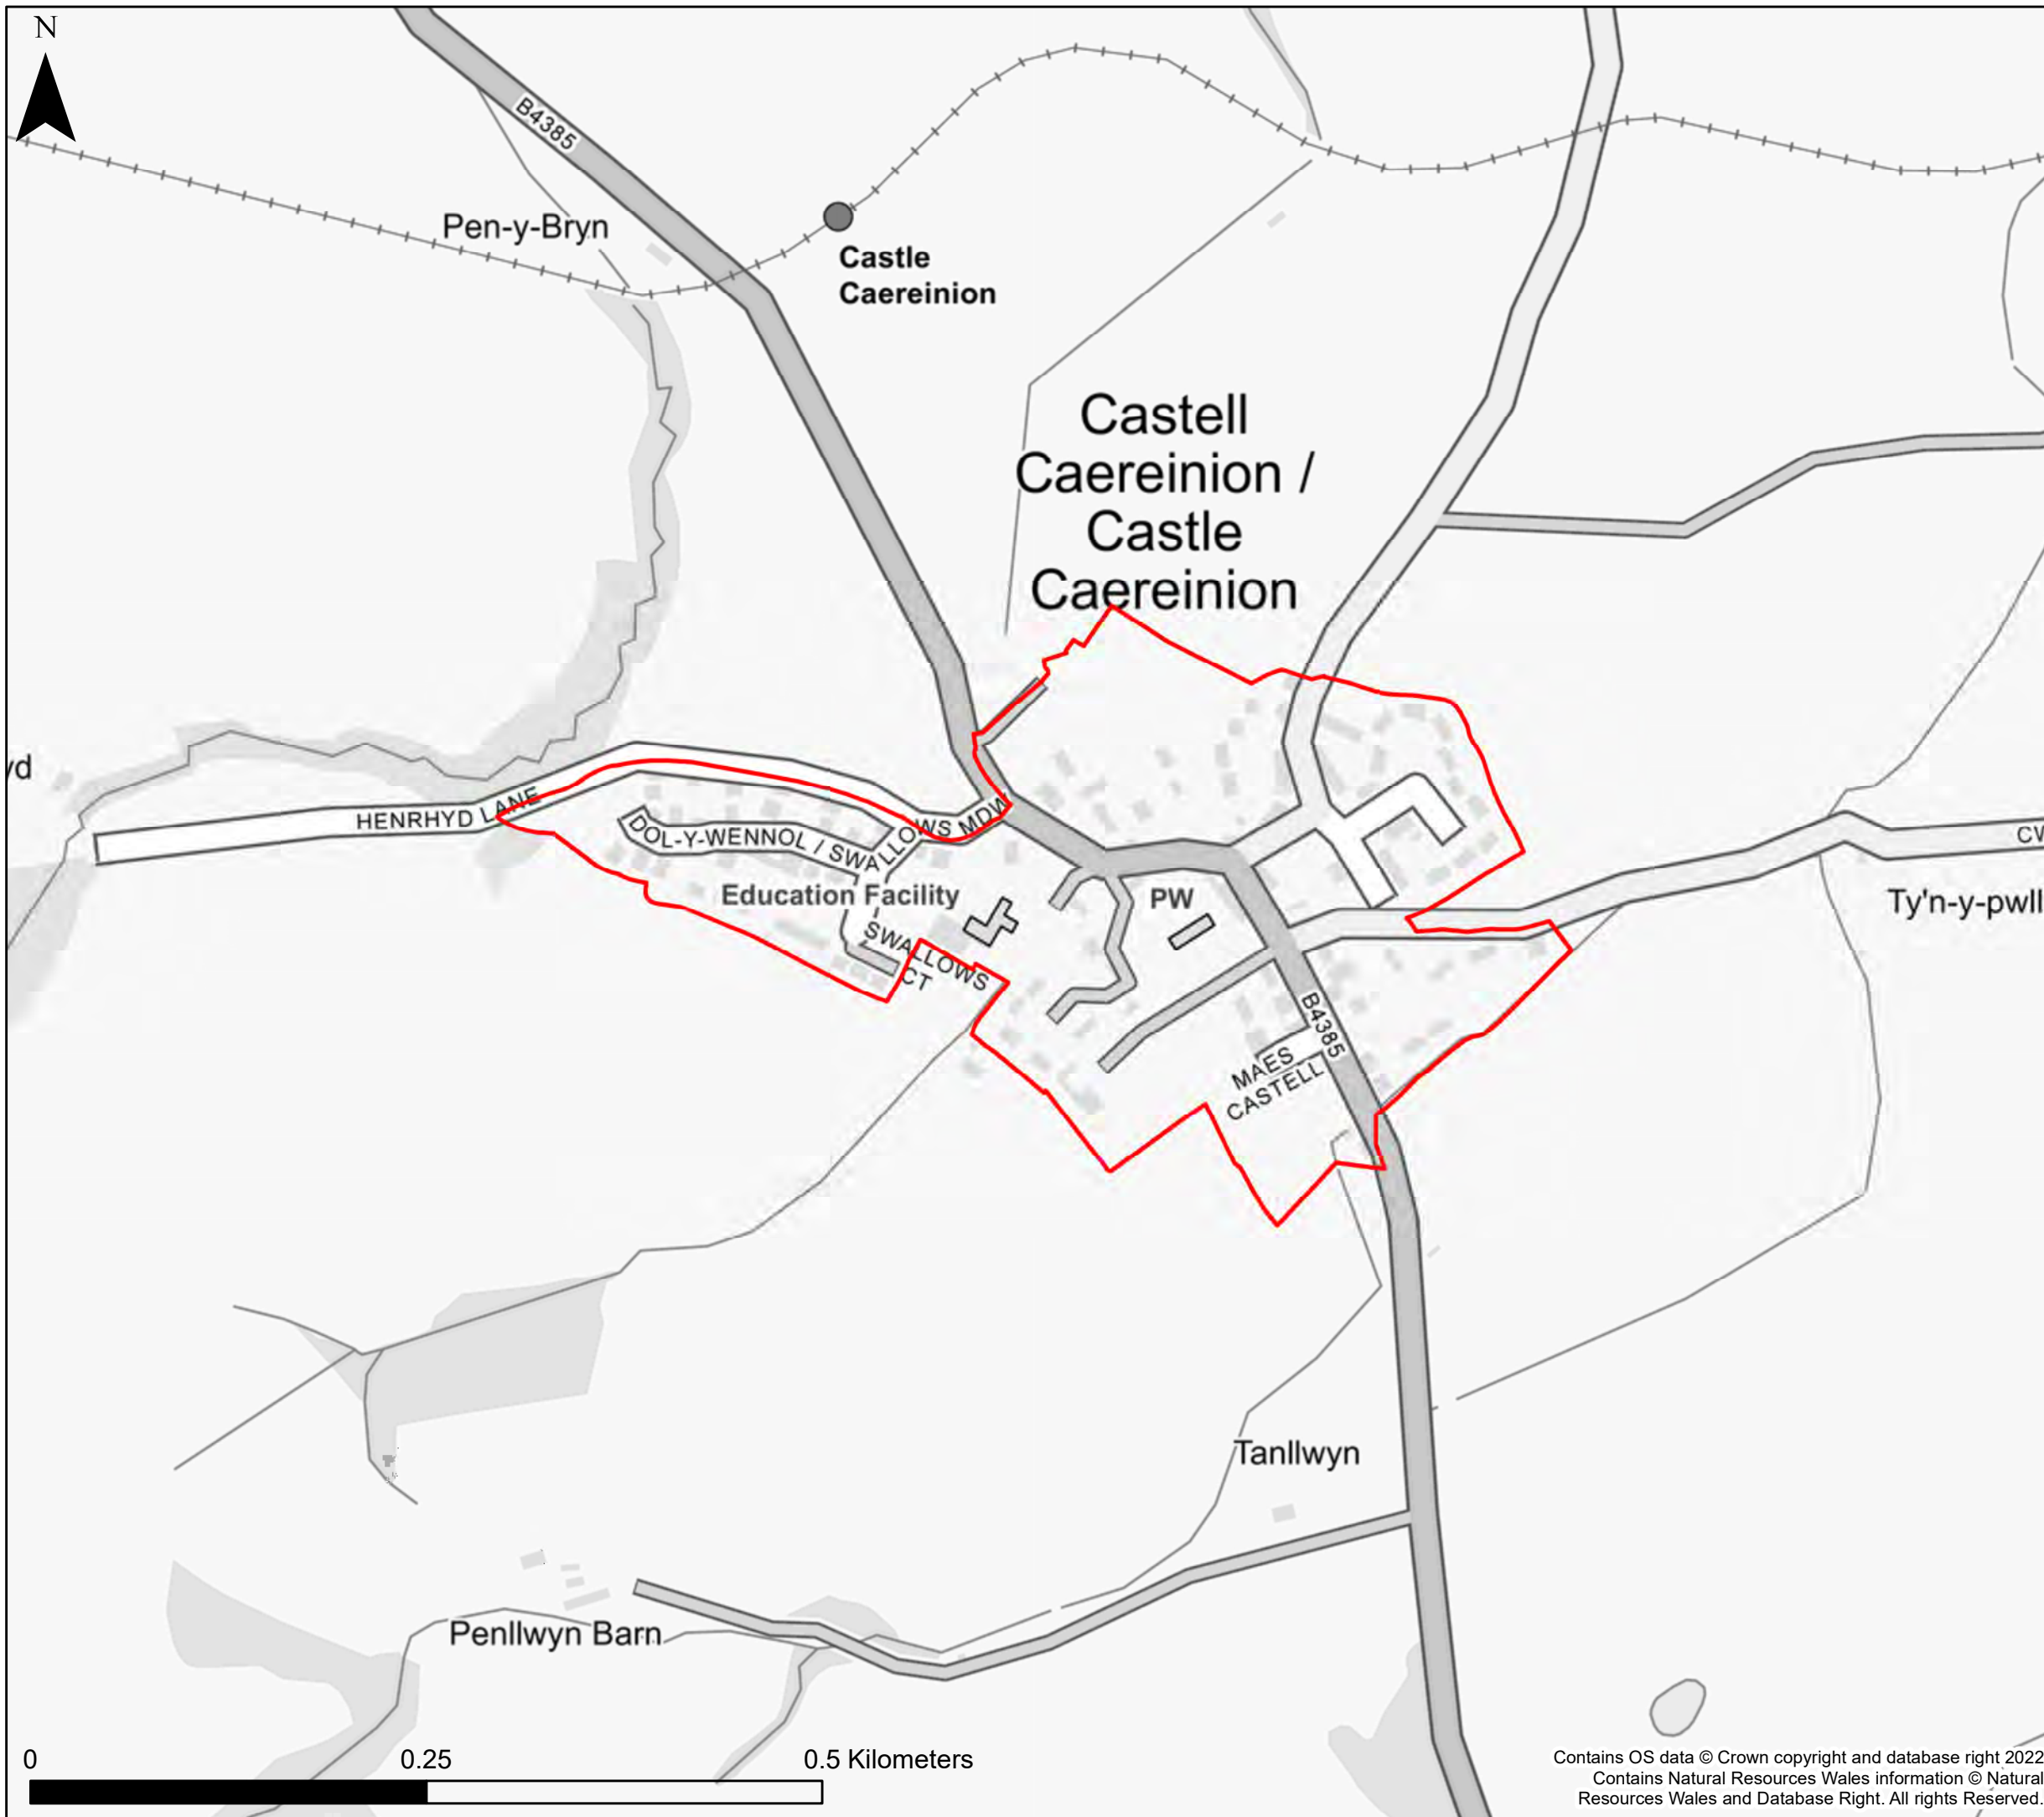 N
B4385
Pen-y-Bryn
Castle
Caereinion
Castell
Caereinion /
Castle
Caereinion
yd
HENRHYD LANE
DOL-Y-WENNOL / SWALLOWS MDW
CW
Education Facility
PW
Ty'n-y-pwll
SWALLOWS
CT
B4385
MAES
CASTELL
Tanllwyn
Penllwyn Barn
0 0.25 0.5 Kilometers
Contains OS data © Crown copyright and database right 2022
Contains Natural Resources Wales information © Natural
Resources Wales and Database Right. All rights Reserved.